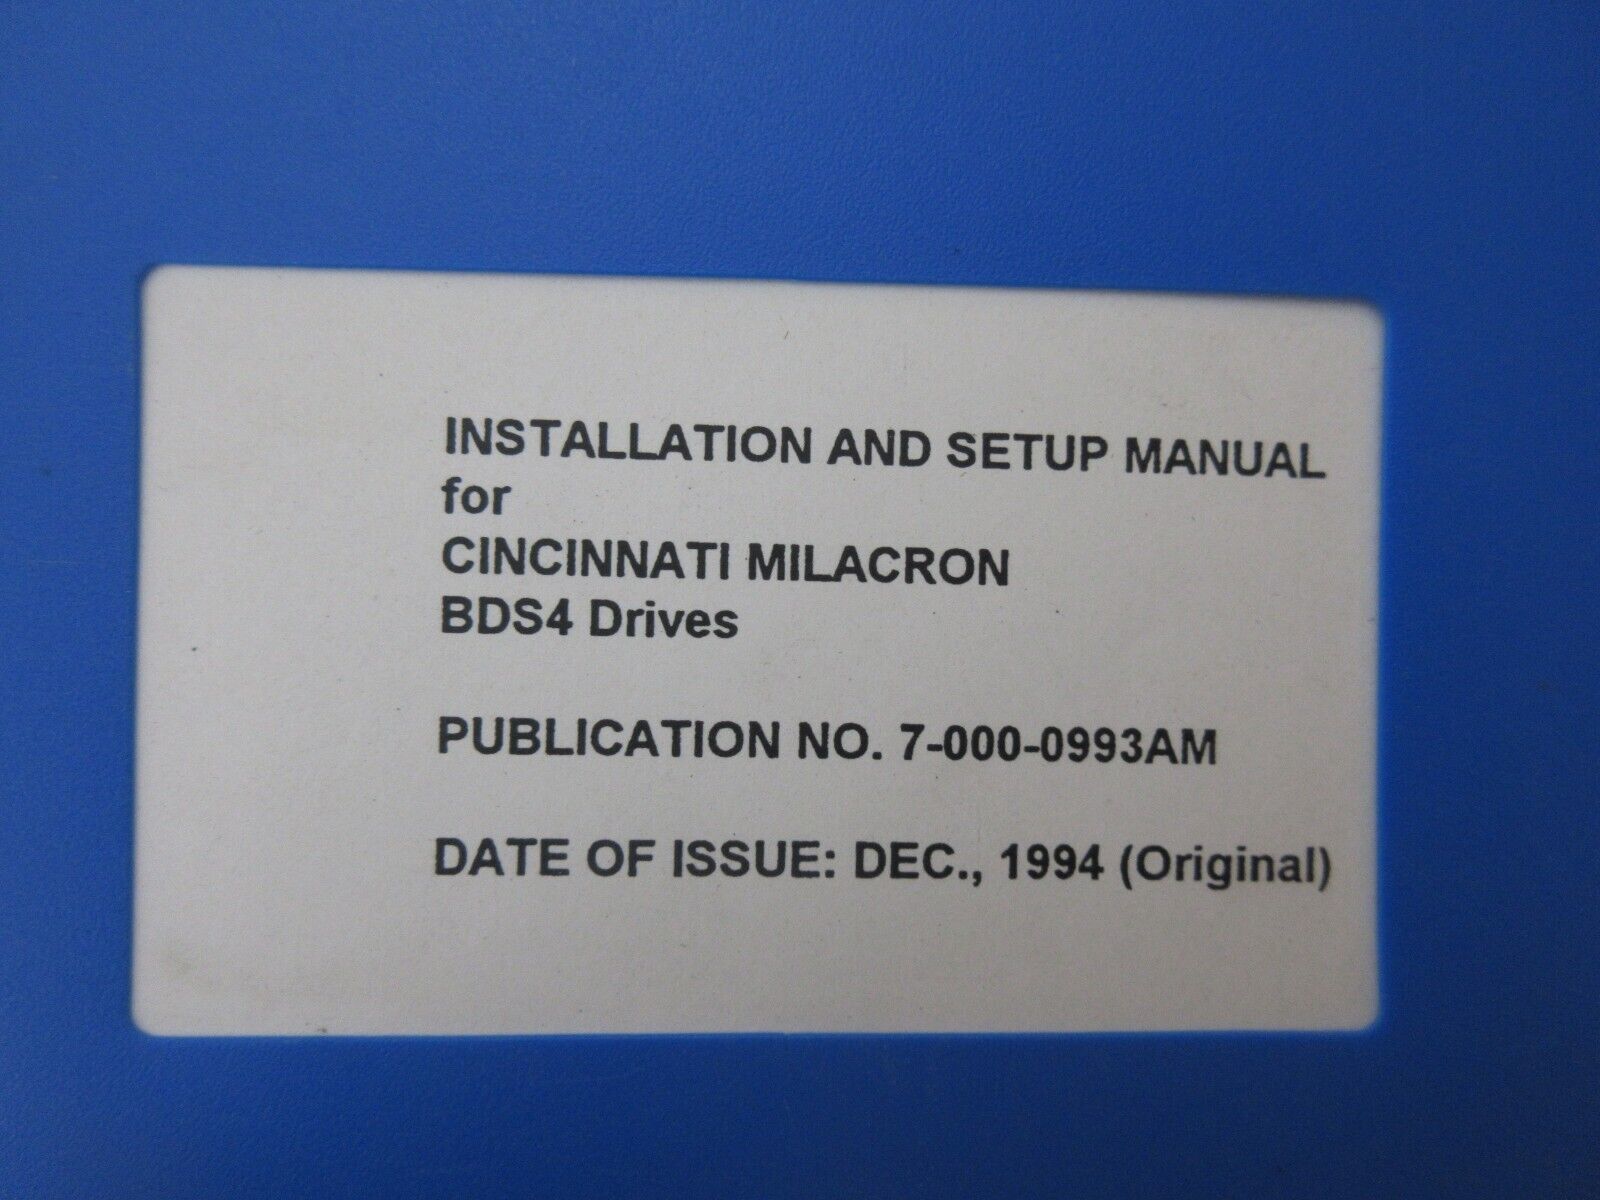 INSTALLATION AND SETUP MANUAL
for
CINCINNATI MILACRON
BDS4 Drives
PUBLICATION NO. 7-000-0993AM
DATE OF ISSUE: DEC., 1994 (Original)